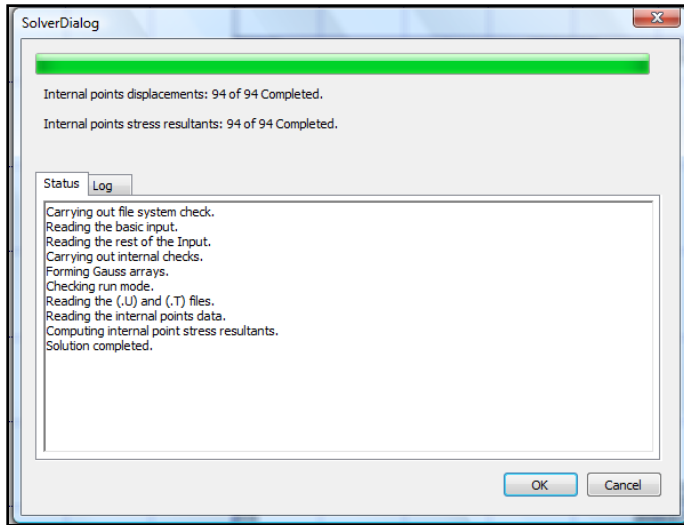 SolverDialog
Internal points displacements: 94 of 94 Completed.
Internal points stress resultants: 94 of 94 Completed.
Status Log
Carrying out file system check.
Reading the basic input.
Reading the rest of the Input.
Carrying out internal checks.
Forming Gauss arrays.
Checking run mode.
Reading the (.U) and (.T) files.
Reading the internal points data.
Computing internal point stress resultants.
Solution completed.
OK Cancel